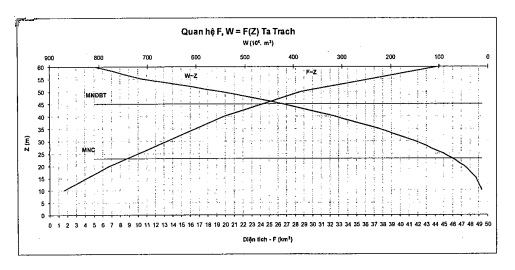 Quan hệ F, W = F(Z) Ta Trach
W (10⁶. m³)
900 800 700 600 500 400 300 200 100 0
60
55
50
45
40
35
30
25
20
15
10
5
0
W~Z
F~Z
MNDBT
MNC
Z (m)
0 1 2 3 4 5 6 7 8 9 10 11 12 13 14 15 16 17 18 19 20 21 22 23 24 25 26 27 28 29 30 31 32 33 34 35 36 37 38 39 40 41 42 43 44 45 46 47 48 49 50
Diện tích - F (km²)